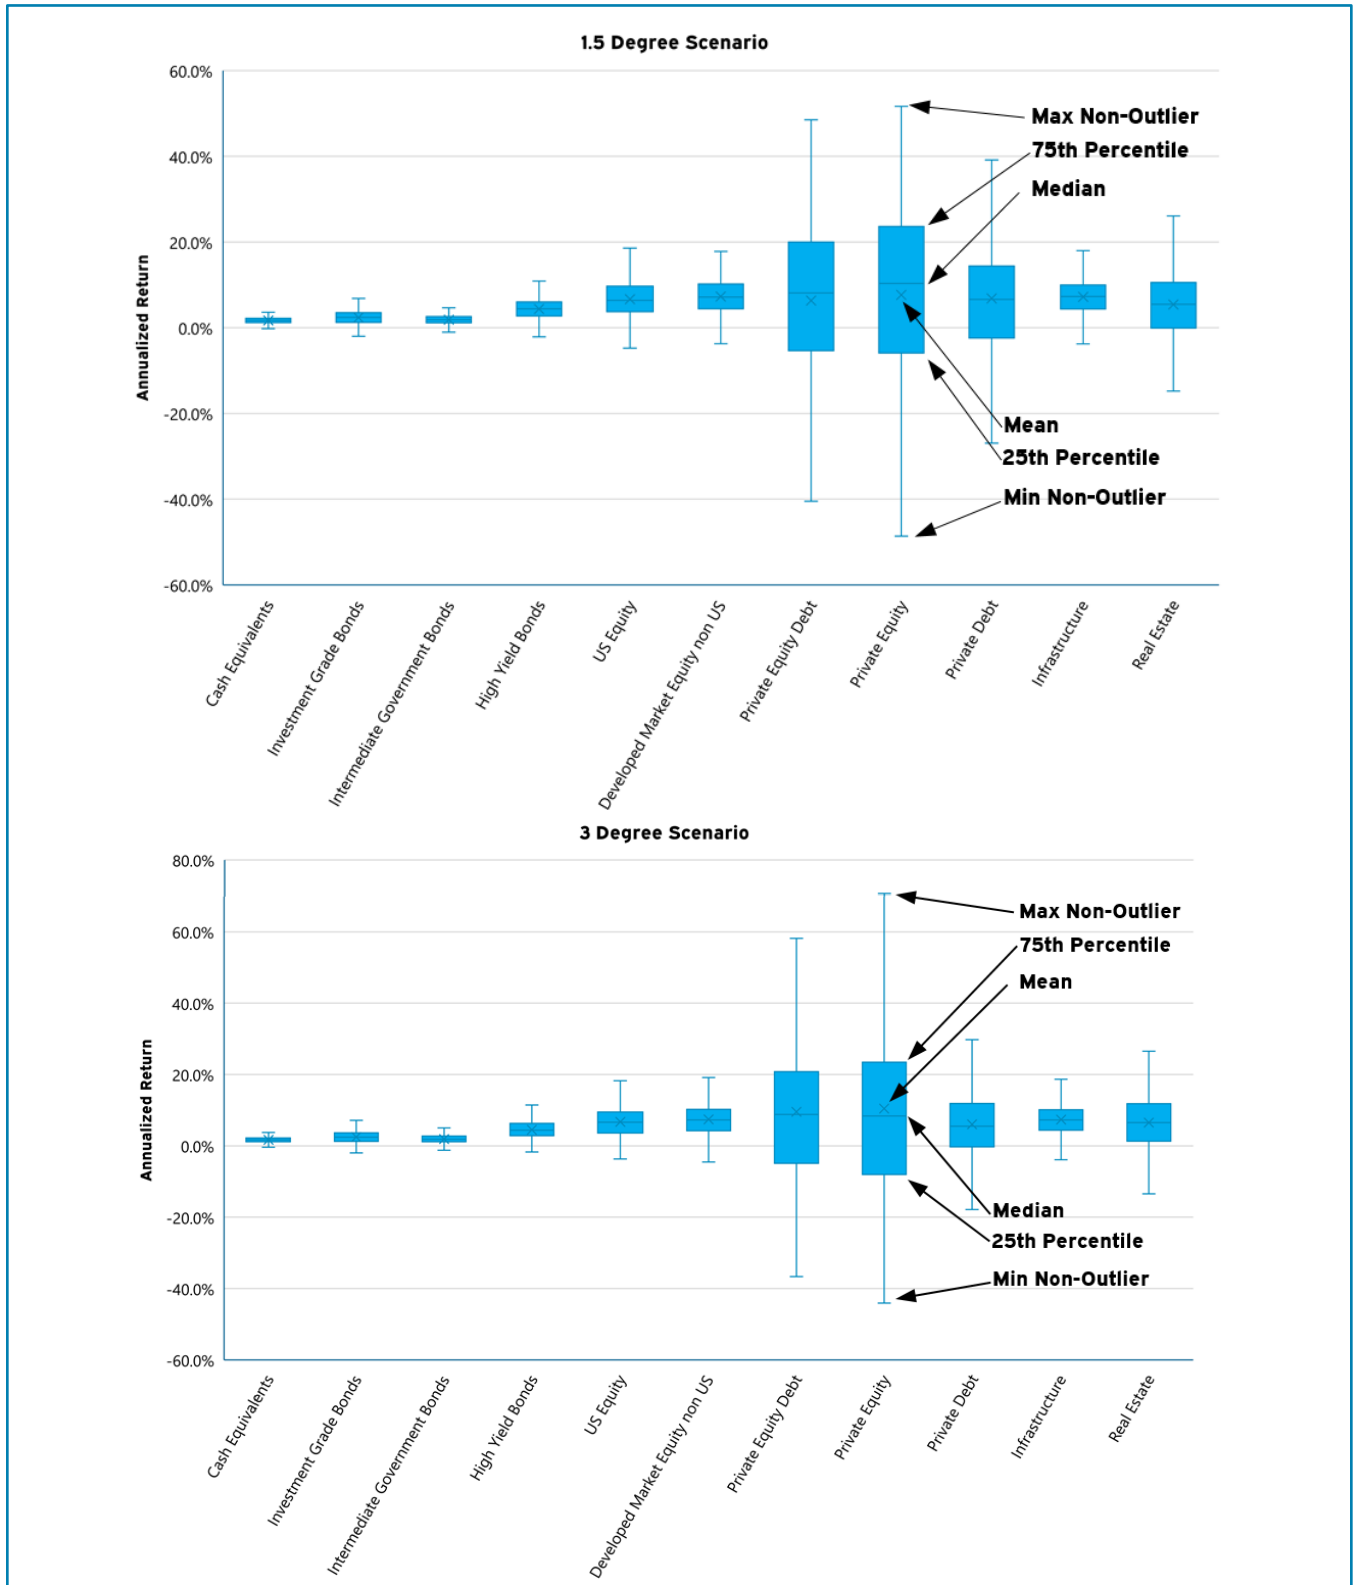 1.5 Degree Scenario
60.0%
Max Non-Outlier
75th Percentile
40.0%
Median
20.0%
Annualized Return
0.0%
-20.0%
Mean
25th Percentile
Min Non-Outlier
-40.0%
-60.0%
Cash Equivalents
Investment Grade Bonds
Intermediate Government Bonds
High Yield Bonds
US Equity
Developed Market Equity non US
Private Equity Debt
Private Equity
Private Debt
Infrastructure
Real Estate
3 Degree Scenario
80.0%
Max Non-Outlier
60.0%
75th Percentile
Mean
40.0%
20.0%
Annualized Return
0.0%
-20.0%
Median
25th Percentile
Min Non-Outlier
-40.0%
-60.0%
Cash Equivalents
Investment Grade Bonds
Intermediate Government Bonds
High Yield Bonds
US Equity
Developed Market Equity non US
Private Equity Debt
Private Equity
Private Debt
Infrastructure
Real Estate